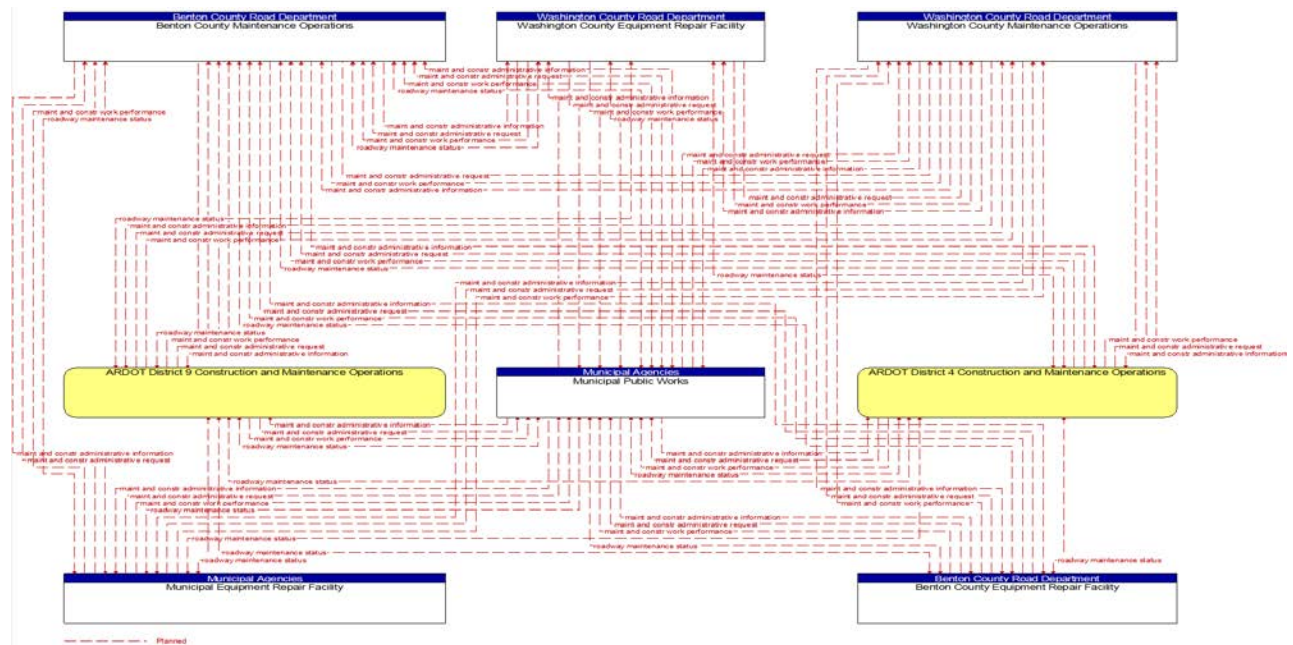 Benton County Road Department
Benton County Maintenance Operations
Washington County Road Department
Washington County Equipment Repair Facility
Washington County Road Department
Washington County Maintenance Operations
maint and constr administrative information
maint and constr administrative request
maint and constr work performance
roadway maintenance status
maint and constr administrative information
maint and constr administrative request
maint and constr work performance
roadway maintenance status
maint and constr work performance
roadway maintenance status
maint and constr administrative information
maint and constr administrative request
maint and constr work performance
roadway maintenance status
maint and constr administrative request
maint and constr work performance
maint and constr administrative information
maint and constr administrative request
maint and constr work performance
maint and constr administrative information
maint and constr administrative request
maint and constr work performance
maint and constr administrative information
roadway maintenance status
maint and constr administrative information
maint and constr administrative request
maint and constr work performance
maint and constr administrative information
maint and constr administrative request
maint and constr work performance
roadway maintenance status
roadway maintenance status
maint and constr administrative information
maint and constr administrative request
maint and constr work performance
maint and constr administrative information
maint and constr administrative request
maint and constr work performance
roadway maintenance status
roadway maintenance status
maint and constr work performance
maint and constr administrative request
maint and constr administrative information
maint and constr work performance
maint and constr administrative request
maint and constr administrative information
ARDOT District 9 Construction and Maintenance Operations
Municipal Agencies
Municipal Public Works
ARDOT District 4 Construction and Maintenance Operations
maint and constr administrative information
maint and constr administrative request
maint and constr work performance
roadway maintenance status
maint and constr administrative information
maint and constr administrative request
maint and constr administrative information
maint and constr administrative request
maint and constr work performance
roadway maintenance status
roadway maintenance status
maint and constr administrative information
maint and constr administrative request
maint and constr work performance
roadway maintenance status
maint and constr administrative information
maint and constr administrative request
maint and constr work performance
maint and constr administrative information
maint and constr administrative request
maint and constr work performance
roadway maintenance status
roadway maintenance status
roadway maintenance status
roadway maintenance status
roadway maintenance status
Municipal Agencies
Municipal Equipment Repair Facility
Benton County Road Department
Benton County Equipment Repair Facility
Planned